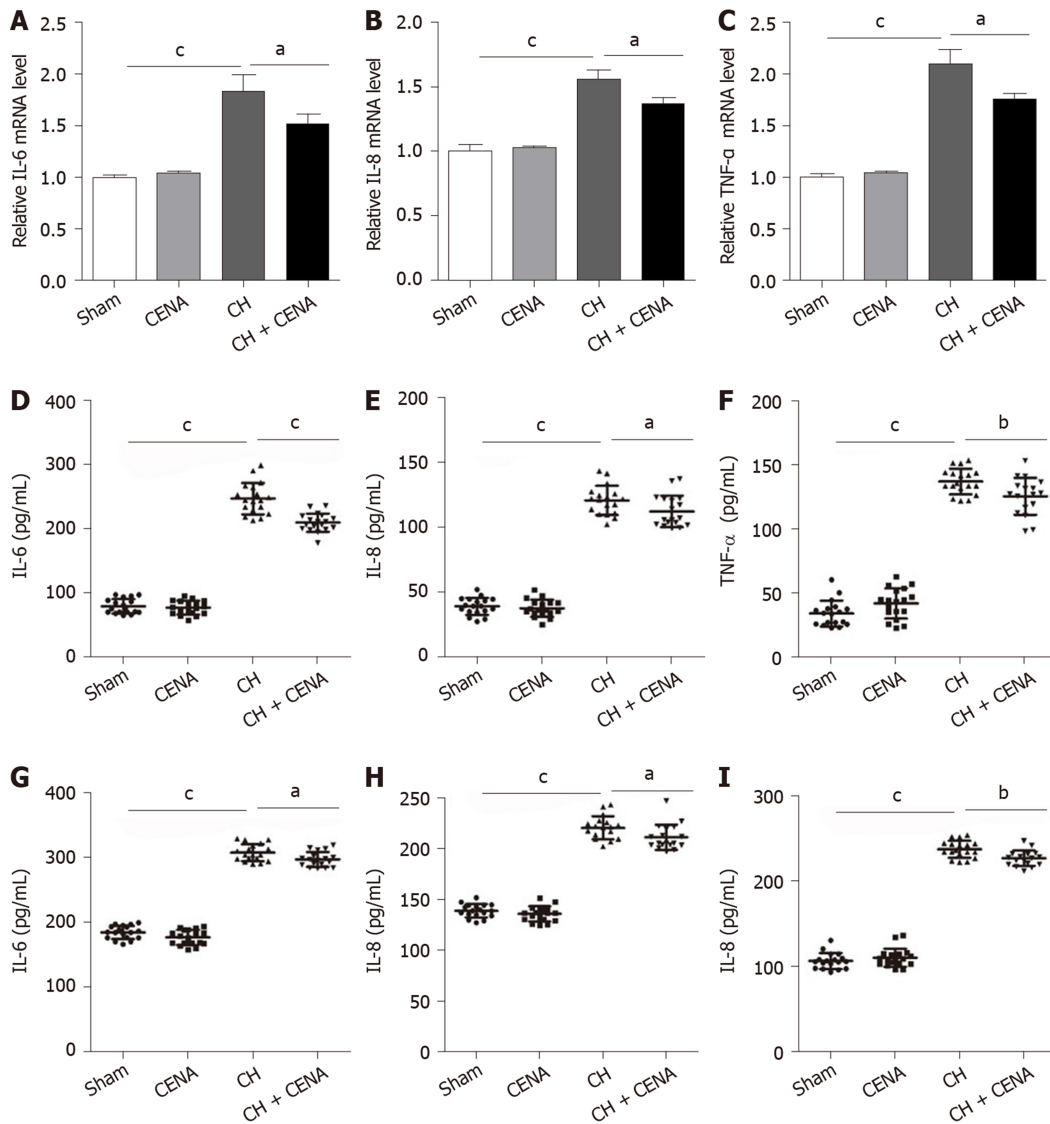 A
Relative IL-6 mRNA level
2.5
2.0
1.5
1.0
0.5
0.0
c
a
Sham
CENA
CH
CH + CENA
B
Relative IL-8 mRNA level
2.0
1.5
1.0
0.5
0.0
c
a
Sham
CENA
CH
CH + CENA
C
Relative TNF-α mRNA level
2.5
2.0
1.5
1.0
0.5
0.0
c
a
Sham
CENA
CH
CH + CENA
D
IL-6 (pg/mL)
400
300
200
100
0
c
c
Sham
CENA
CH
CH + CENA
E
IL-8 (pg/mL)
200
150
100
50
0
c
a
Sham
CENA
CH
CH + CENA
F
TNF-α (pg/mL)
200
150
100
50
0
c
b
Sham
CENA
CH
CH + CENA
G
IL-6 (pg/mL)
400
300
200
100
0
c
a
Sham
CENA
CH
CH + CENA
H
IL-8 (pg/mL)
250
200
150
100
50
0
c
a
Sham
CENA
CH
CH + CENA
I
IL-8 (pg/mL)
300
200
100
0
c
b
Sham
CENA
CH
CH + CENA